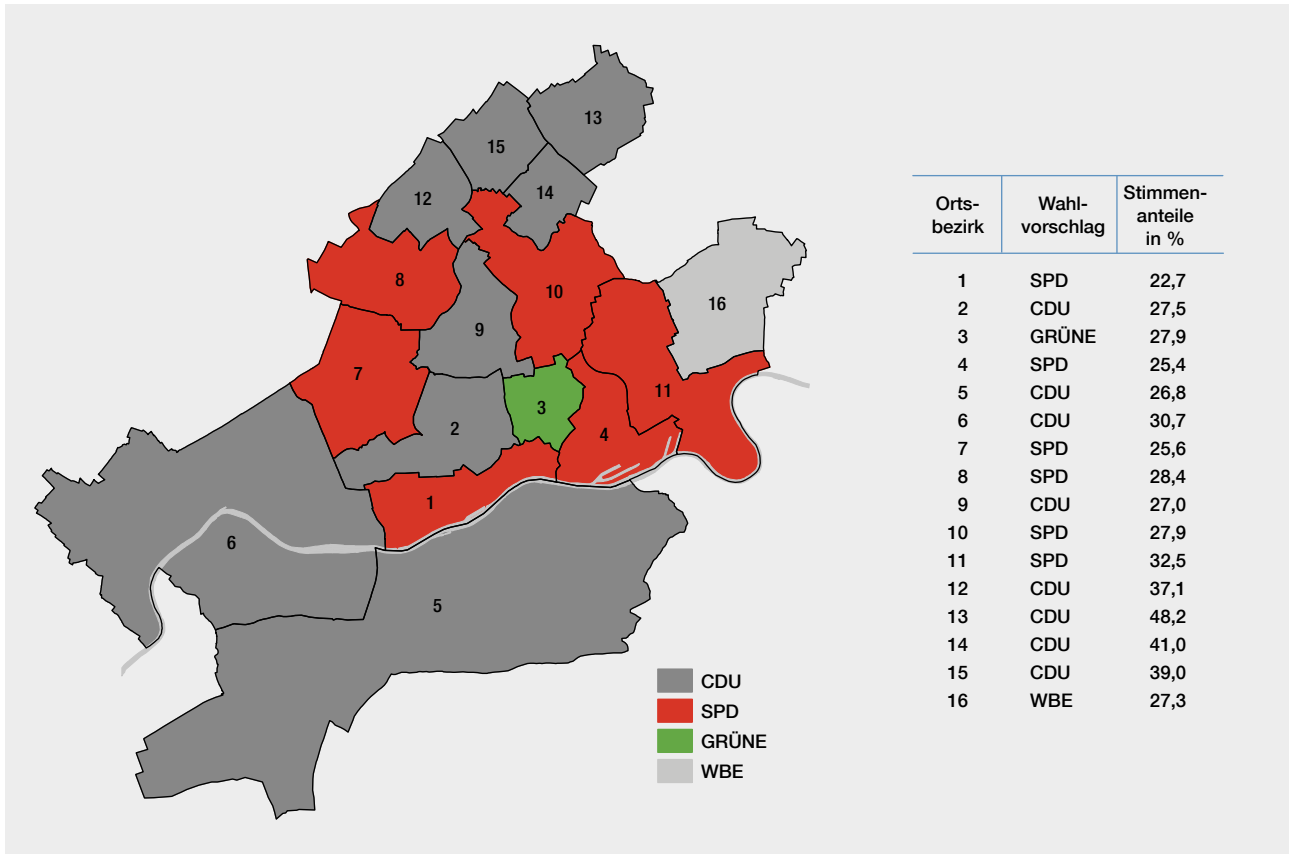 13
15
14
12
8
10
16
9
7
11
3
2
4
1
6
5
CDU
SPD
GRÜNE
WBE
Orts-
bezirk
Wahl-
vorschlag
Stimmen-
anteile
in %
1 SPD 22,7
2 CDU 27,5
3 GRÜNE 27,9
4 SPD 25,4
5 CDU 26,8
6 CDU 30,7
7 SPD 25,6
8 SPD 28,4
9 CDU 27,0
10 SPD 27,9
11 SPD 32,5
12 CDU 37,1
13 CDU 48,2
14 CDU 41,0
15 CDU 39,0
16 WBE 27,3